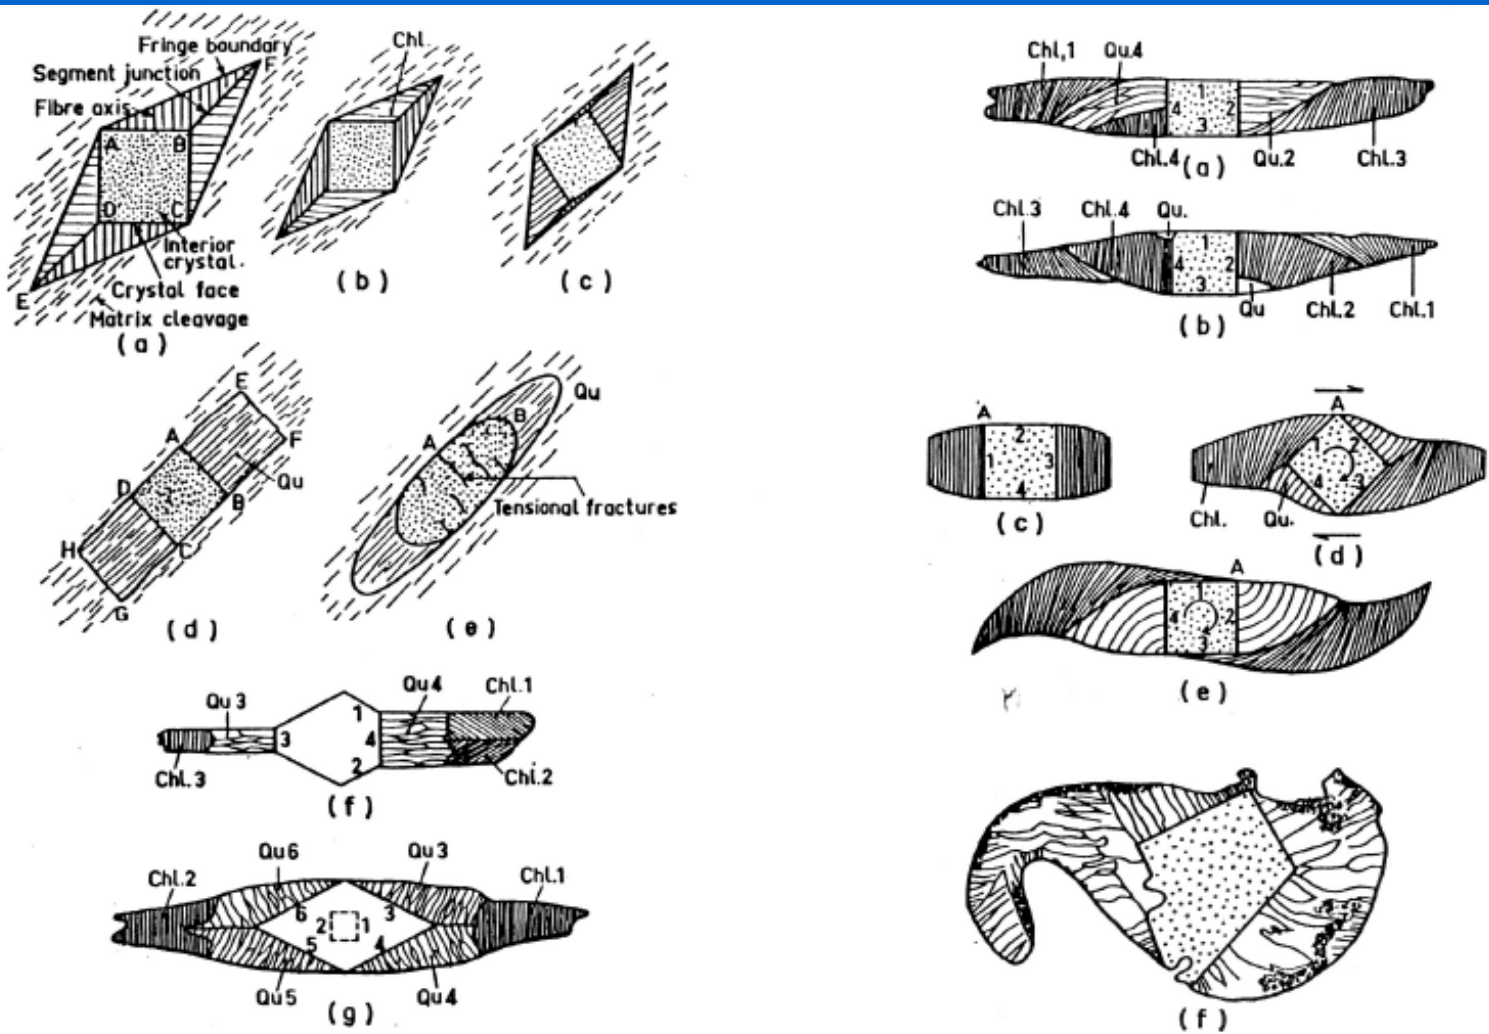 Fringe boundary
F
Segment junction
Fibre axis
A B
D C
Interior
crystal.
E
Crystal face
Matrix cleavage
(a)
Chl.
(b)
(c)
E
A
F
Qu
D
B
H
C
G
(d)
Qu
B
A
Tensional fractures
(e)
Qu 3
Qu 4
Chl.1
1
3 4
2
Chl.3
Chl.2
(f)
Qu 6
Qu 3
Chl.2
Chl.1
6 3
2 1
5 4
Qu 5
Qu 4
(g)
Chl,1
Qu.4
1
4 2
3
Chl.4
Qu.2
Chl.3
(a)
Chl.3
Chl.4
Qu.
1
4 2
3
Qu
Chl.2
Chl.1
(b)
A
2
1 3
4
(c)
A
1 2
4 3
Chl.
Qu.
(d)
A
1
4 2
3
(e)
(f)